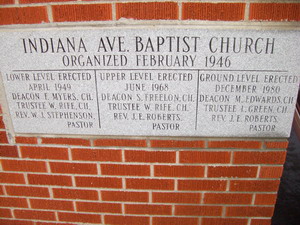 INDIANA AVE. BAPTIST CHURCH
ORGANIZED FEBRUARY 1946
LOWER LEVEL ERECTED
APRIL 1949
DEACON F. MYERS, CH.
TRUSTEE W. RIFE, CH.
REV. W. J. STEPHENSON,
PASTOR
UPPER LEVEL ERECTED
JUNE 1968
DEACON S. FREELON, CH.
TRUSTEE W. RIFE, CH.
REV. J. E. ROBERTS,
PASTOR
GROUND LEVEL ERECTED
DECEMBER 1980
DEACON M. EDWARDS, CH.
TRUSTEE L. GREEN, CH.
REV. J. E. ROBERTS,
PASTOR